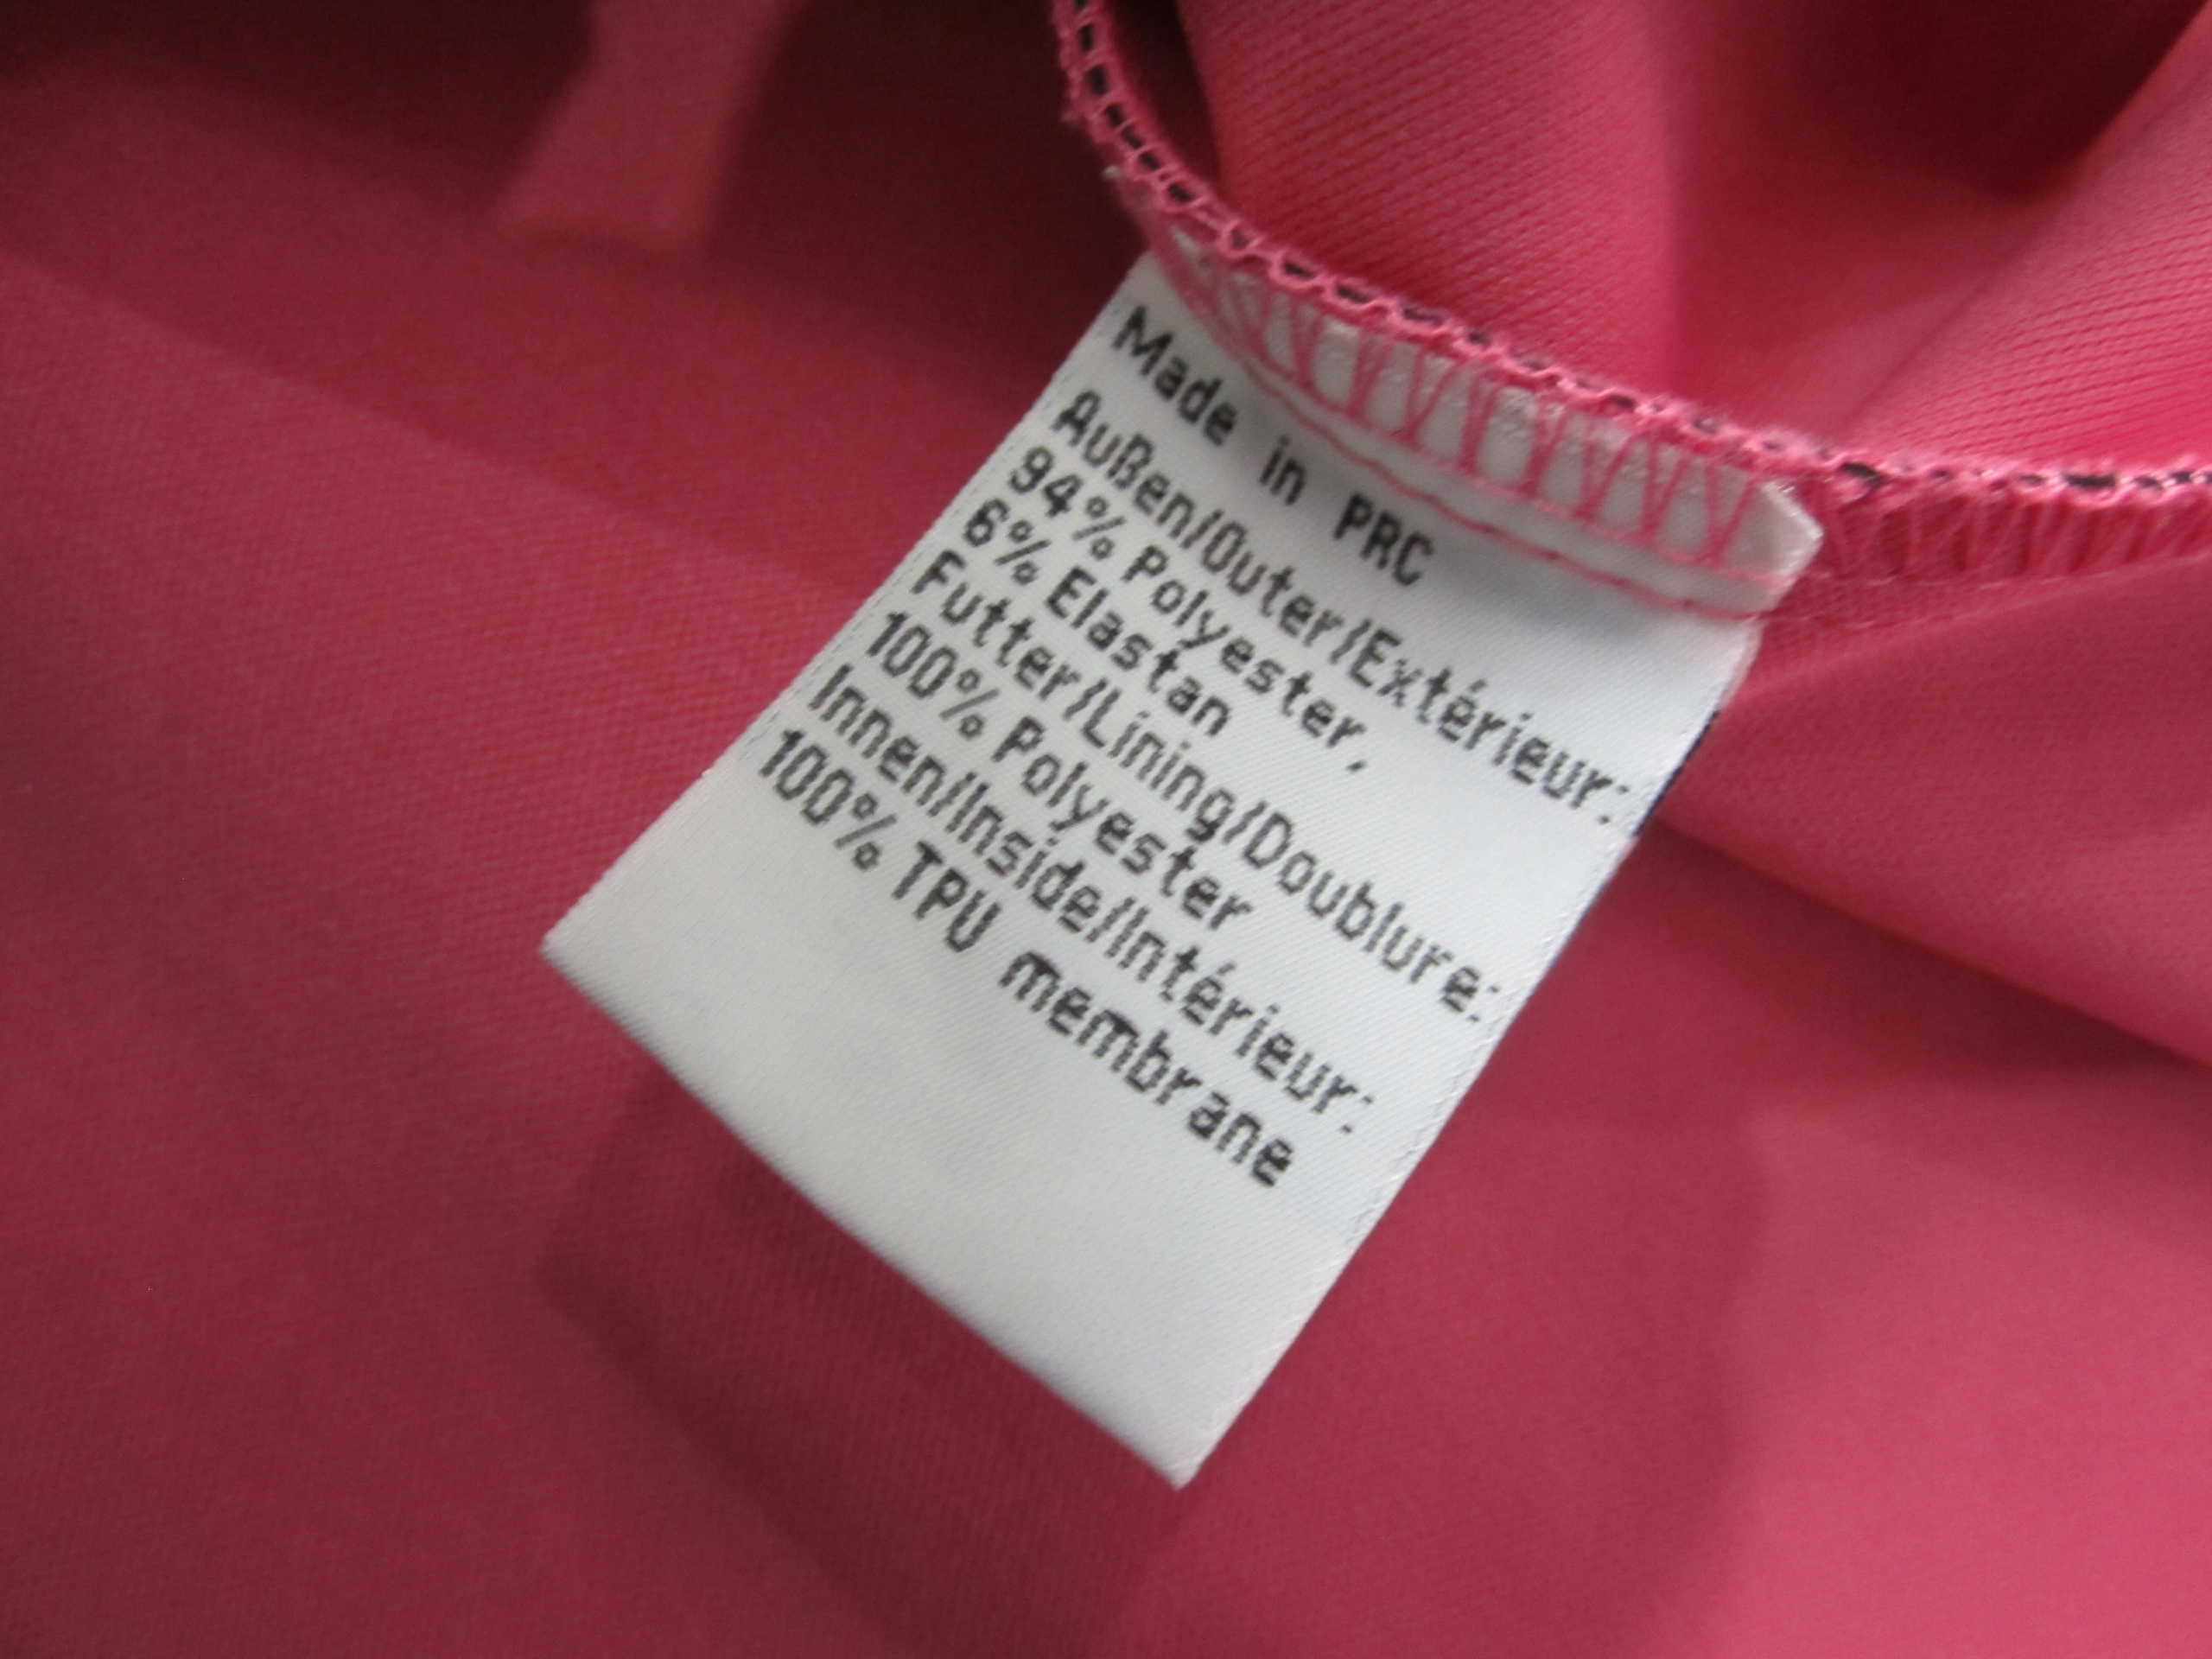 Made in PRC
Außen/Outer/Extérieur:
94% Polyester,
6% Elastan
Futter/Lining/Doublure:
100% Polyester
Innen/Inside/Intérieur:
100% TPU membrane